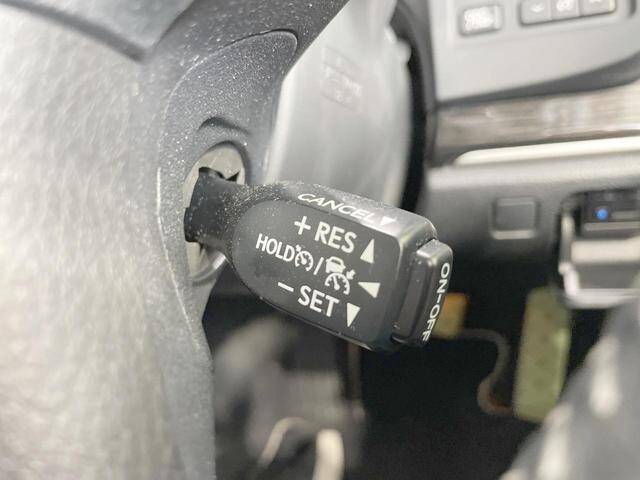 CANCEL
+ RES
HOLD /
− SET
ON-OFF